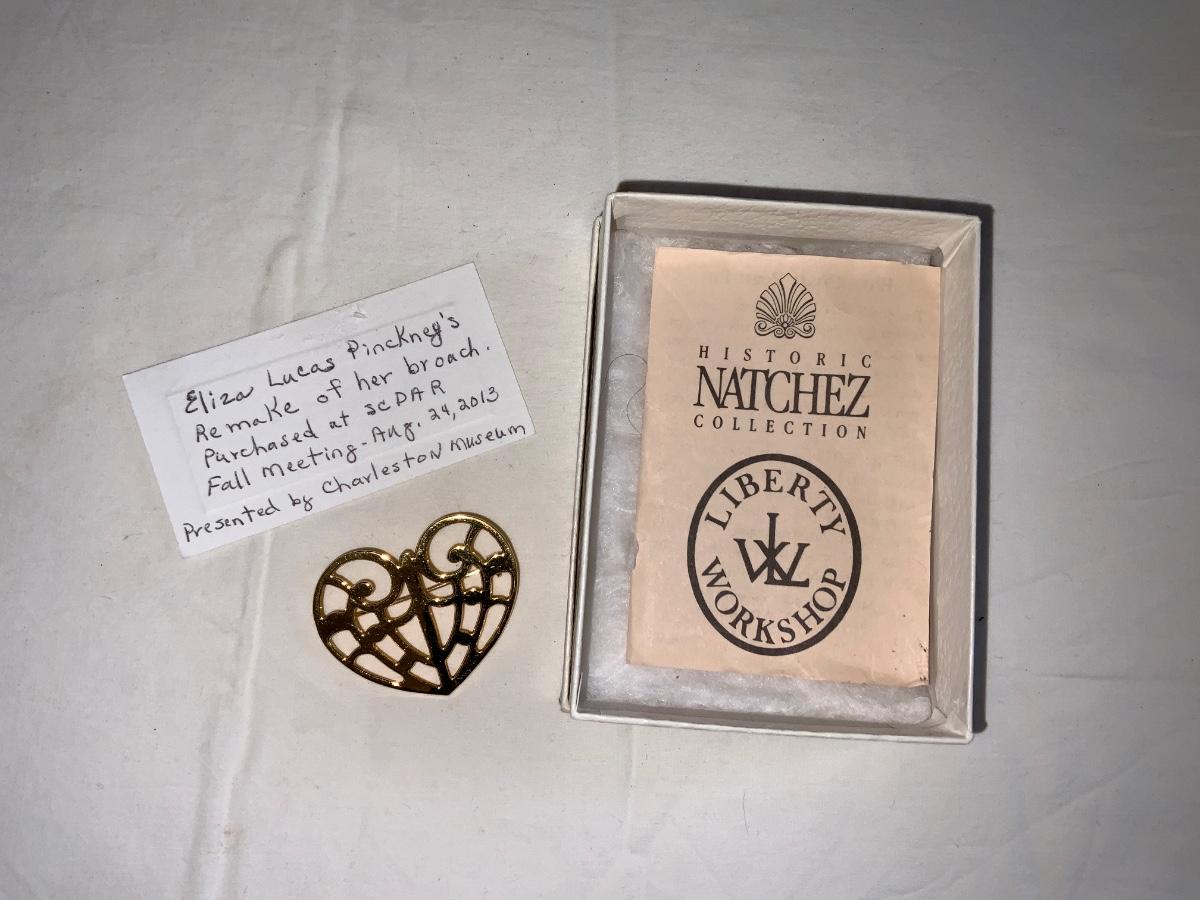 Eliza Lucas Pinckney's
Remake of her broach.
Purchased at SCDAR
Fall Meeting - Aug. 24, 2013
Presented by Charleston Museum
HISTORIC
NATCHEZ
COLLECTION
LIBERTY
LW
WORKSHOP